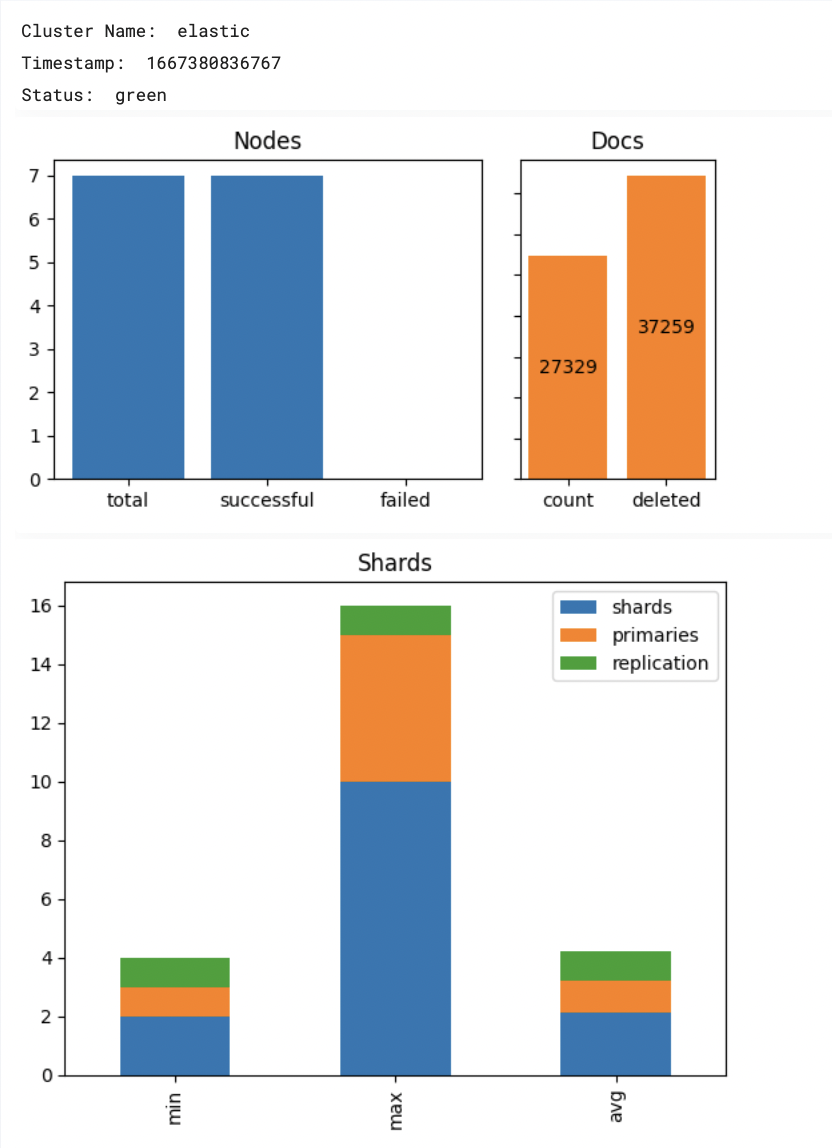 Cluster Name:  elastic
Timestamp:  1667380836767
Status:  green
Nodes
7
6
5
4
3
2
1
0
total successful failed
Docs
27329
37259
count deleted
Shards
16
14
12
10
8
6
4
2
0
shards
primaries
replication
min max avg